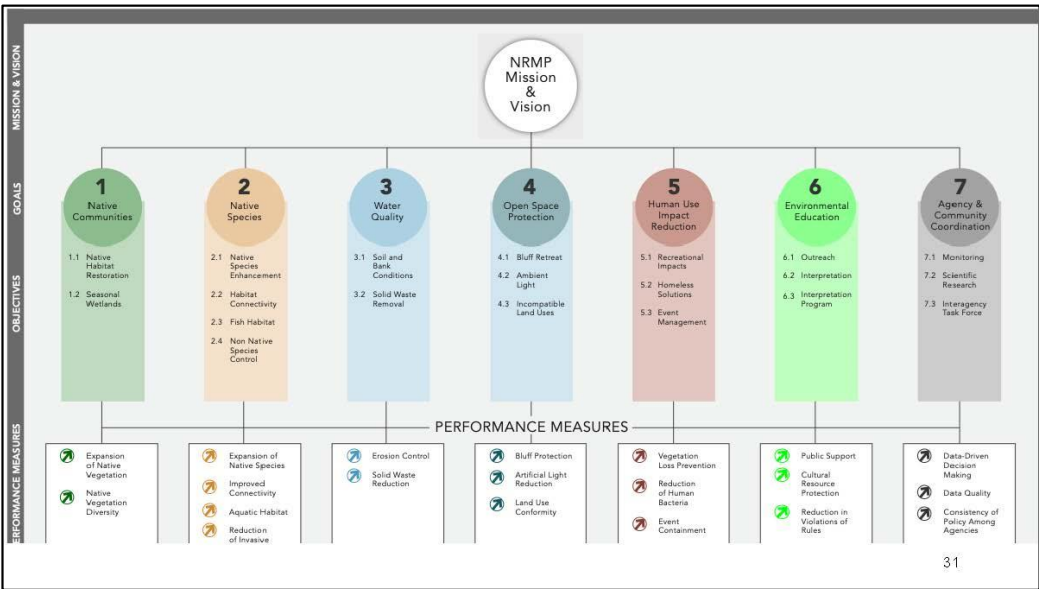 MISSION & VISION
NRMP
Mission
&
Vision
GOALS
1
Native
Communities
2
Native
Species
3
Water
Quality
4
Open Space
Protection
5
Human Use
Impact
Reduction
6
Environmental
Education
7
Agency &
Community
Coordination
OBJECTIVES
1.1 Native
Habitat
Restoration
1.2 Seasonal
Wetlands
2.1 Native
Species
Enhancement
2.2 Habitat
Connectivity
2.3 Fish Habitat
2.4 Non Native
Species
Control
3.1 Soil and
Bank
Conditions
3.2 Solid Waste
Removal
4.1 Bluff Retreat
4.2 Ambient
Light
4.3 Incompatible
Land Uses
5.1 Recreational
Impacts
5.2 Homeless
Solutions
5.3 Event
Management
6.1 Outreach
6.2 Interpretation
6.3 Interpretation
Program
7.1 Monitoring
7.2 Scientific
Research
7.3 Interagency
Task Force
PERFORMANCE MEASURES
ERFORMANCE MEASURES
Expansion
of Native
Vegetation
Native
Vegetation
Diversity
Expansion of
Native Species
Improved
Connectivity
Aquatic Habitat
Reduction
of Invasive
Erosion Control
Solid Waste
Reduction
Bluff Protection
Artificial Light
Reduction
Land Use
Conformity
Vegetation
Loss Prevention
Reduction
of Human
Bacteria
Event
Containment
Public Support
Cultural
Resource
Protection
Reduction in
Violations of
Rules
Data-Driven
Decision
Making
Data Quality
Consistency of
Policy Among
Agencies
31